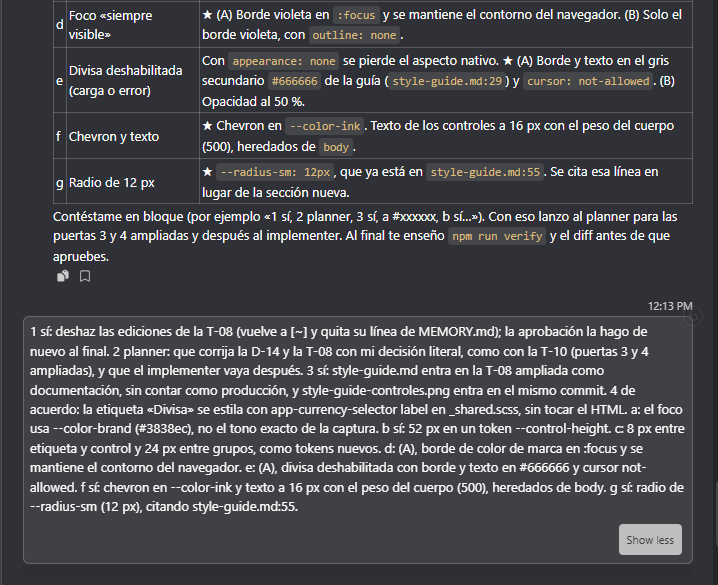 d Foco «siempre visible» ★ (A) Borde violeta en :focus y se mantiene el contorno del navegador. (B) Solo el
borde violeta, con outline: none.
e Divisa deshabilitada (carga o error) Con appearance: none se pierde el aspecto nativo. ★ (A) Borde y texto en el gris
secundario #666666 de la guía (style-guide.md:29) y cursor: not-allowed. (B)
Opacidad al 50 %.
f Chevron y texto ★ Chevron en --color-ink. Texto de los controles a 16 px con el peso del cuerpo
(500), heredados de body.
g Radio de 12 px ★ --radius-sm: 12px, que ya está en style-guide.md:55. Se cita esa línea en
lugar de la sección nueva.
Contéstame en bloque (por ejemplo «1 sí, 2 planner, 3 sí, a #xxxxxx, b sí...»). Con eso lanzo al planner para las
puertas 3 y 4 ampliadas y después al implementer. Al final te enseño npm run verify y el diff antes de que
apruebes.
12:13 PM
1 sí: deshaz las ediciones de la T-08 (vuelve a [~] y quita su línea de MEMORY.md); la aprobación la hago de
nuevo al final. 2 planner: que corrija la D-14 y la T-08 con mi decisión literal, como con la T-10 (puertas 3 y 4
ampliadas), y que el implementer vaya después. 3 sí: style-guide.md entra en la T-08 ampliada como
documentación, sin contar como producción, y style-guide-controles.png entra en el mismo commit. 4 de
acuerdo: la etiqueta «Divisa» se estila con app-currency-selector label en _shared.scss, sin tocar el HTML. a: el foco
usa --color-brand (#3838ec), no el tono exacto de la captura. b sí: 52 px en un token --control-height. c: 8 px entre
etiqueta y control y 24 px entre grupos, como tokens nuevos. d: (A), borde de color de marca en :focus y se
mantiene el contorno del navegador. e: (A), divisa deshabilitada con borde y texto en #666666 y cursor not-
allowed. f sí: chevron en --color-ink y texto a 16 px con el peso del cuerpo (500), heredados de body. g sí: radio de
--radius-sm (12 px), citando style-guide.md:55.
Show less